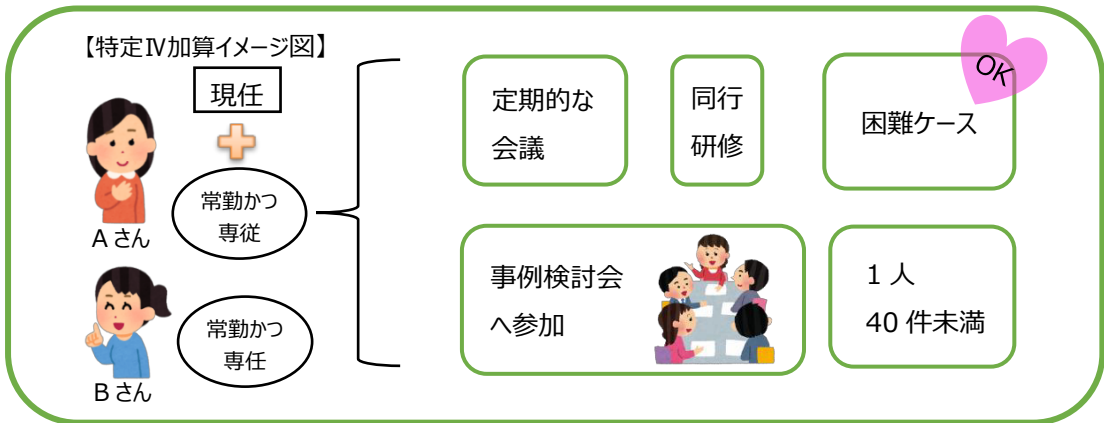 【特定Ⅳ加算イメージ図】
現任
常勤かつ
専従
Aさん
常勤かつ
専任
Bさん
定期的な
会議
同行
研修
困難ケース
OK
事例検討会
へ参加
1人
40件未満